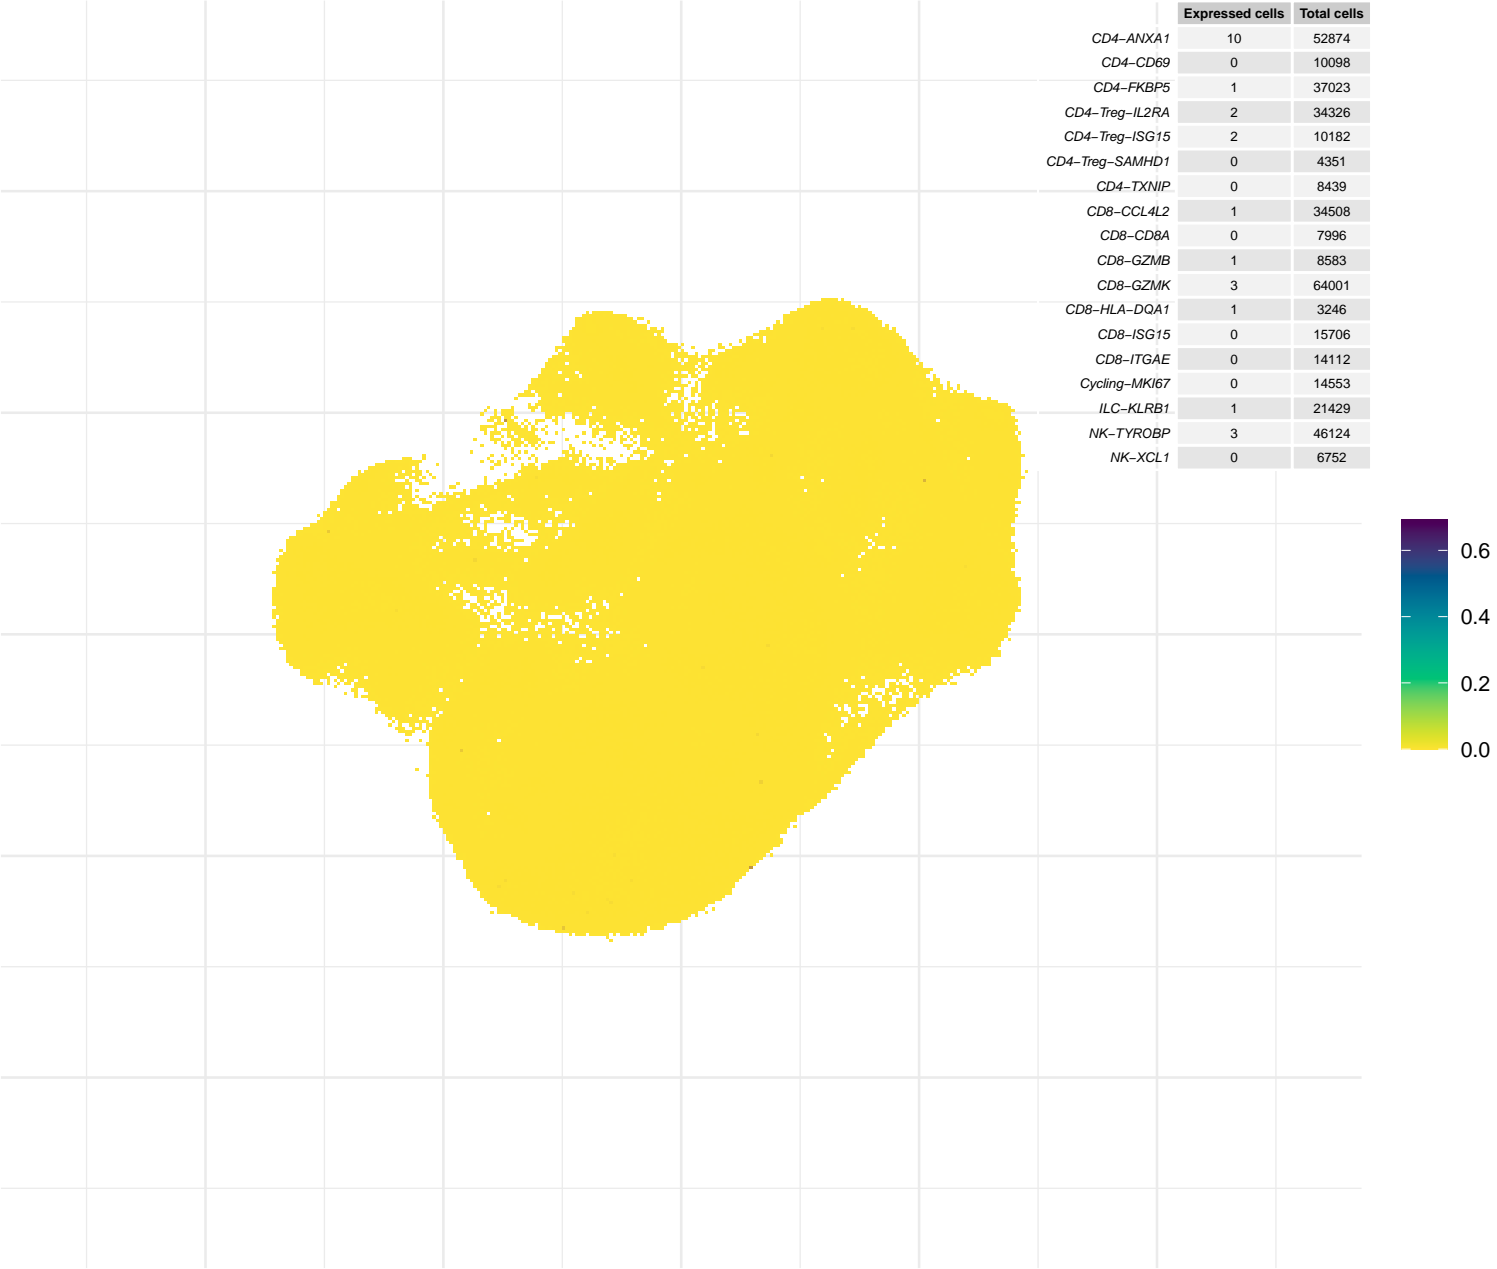 Expressed cells Total cells
CD4−ANXA1 10 52874
CD4−CD69 0 10098
CD4−FKBP5 1 37023
CD4−Treg−IL2RA 2 34326
CD4−Treg−ISG15 2 10182
CD4−Treg−SAMHD1 0 4351
CD4−TXNIP 0 8439
CD8−CCL4L2 1 34508
CD8−CD8A 0 7996
CD8−GZMB 1 8583
CD8−GZMK 3 64001
CD8−HLA−DQA1 1 3246
CD8−ISG15 0 15706
CD8−ITGAE 0 14112
Cycling−MKI67 0 14553
ILC−KLRB1 1 21429
NK−TYROBP 3 46124
NK−XCL1 0 6752
0.6
0.4
0.2
0.0